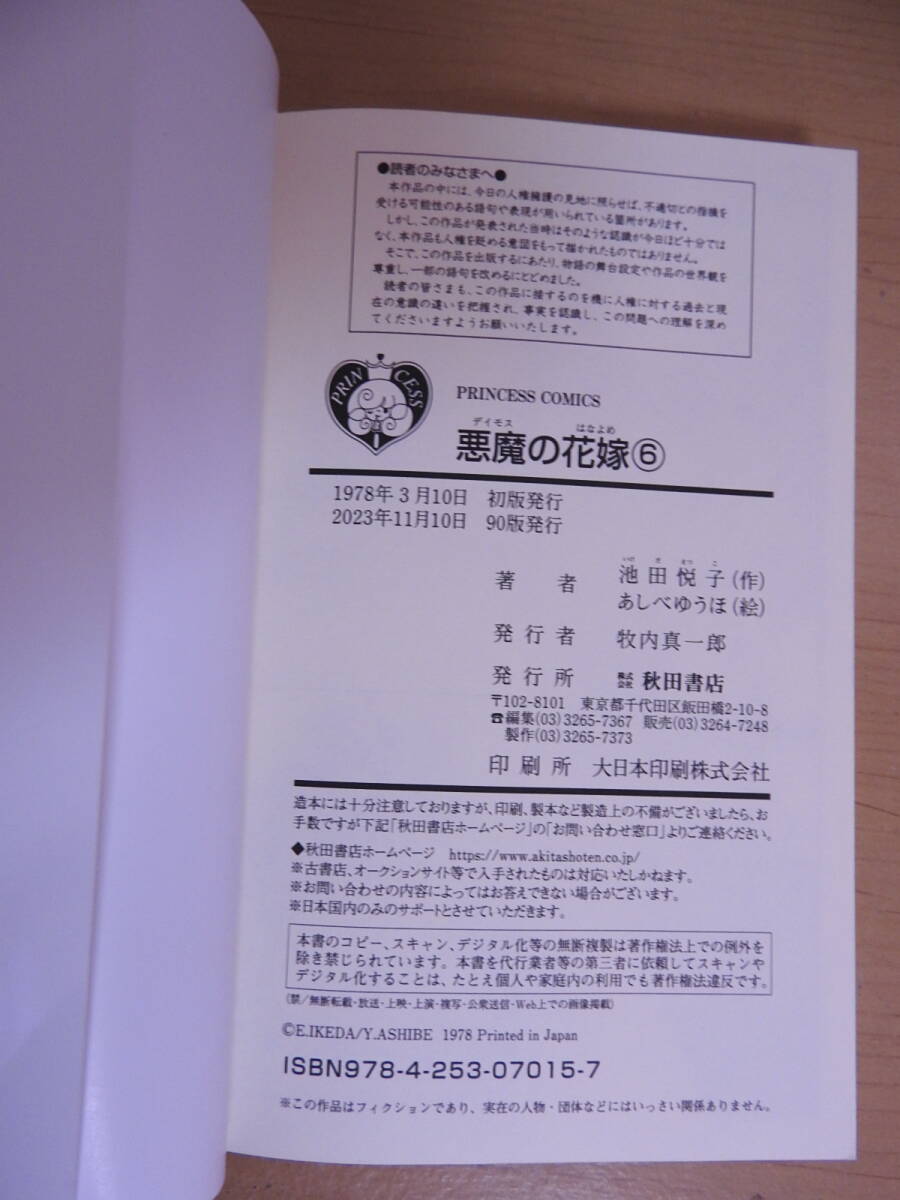 ●読者のみなさまへ●
本作品の中には、今日の人権擁護の見地に照らせば、不適切との指摘を
受ける可能性のある語句や表現が用いられている箇所があります。
しかし、この作品が発表された当時はそのような認識が今日ほど十分では
なく、本作品も人権を貶める意図をもって描かれたものではありません。
そこで、この作品を出版するにあたり、物語の舞台設定や作品の世界観を
尊重し、一部の語句を改めるにとどめました。
読者の皆さまも、この作品に接するのを機に人権に対する過去と現
在の意識の違いを把握され、事実を認識し、この問題への理解を深め
てくださいますようお願いいたします。
PRINCESS
PRINCESS COMICS
デイモス はなよめ
悪魔の花嫁⑥
1978年3月10日 初版発行
2023年11月10日 90版発行
いけ だ えつ こ
著者 池田悦子(作)
あしべゆうほ(絵)
発行者 牧内真一郎
発行所 株式会社 秋田書店
〒102-8101 東京都千代田区飯田橋2-10-8
☎編集(03)3265-7367 販売(03)3264-7248
製作(03)3265-7373
印刷所 大日本印刷株式会社
造本には十分注意しておりますが、印刷、製本など製造上の不備がございましたら、お
手数ですが下記「秋田書店ホームページ」の「お問い合わせ窓口」よりご連絡ください。
◆秋田書店ホームページ https://www.akitashoten.co.jp/
※古書店、オークションサイト等で入手されたものは対応いたしかねます。
※お問い合わせの内容によってはお答えできない場合がございます。
※日本国内のみのサポートとさせていただきます。
本書のコピー、スキャン、デジタル化等の無断複製は著作権法上での例外を
除き禁じられています。本書を代行業者等の第三者に依頼してスキャンや
デジタル化することは、たとえ個人や家庭内の利用でも著作権法違反です。
(禁/無断転載・放送・上映・上演・複写・公衆送信・Web上での画像掲載)
©E.IKEDA/Y.ASHIBE 1978 Printed in Japan
ISBN978-4-253-07015-7
※この作品はフィクションであり、実在の人物・団体などにはいっさい関係ありません。